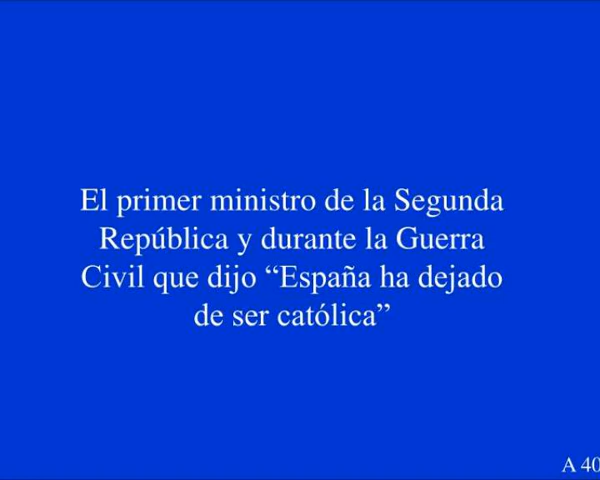 El primer ministro de la Segunda
República y durante la Guerra
Civil que dijo “España ha dejado
de ser católica”
A 40